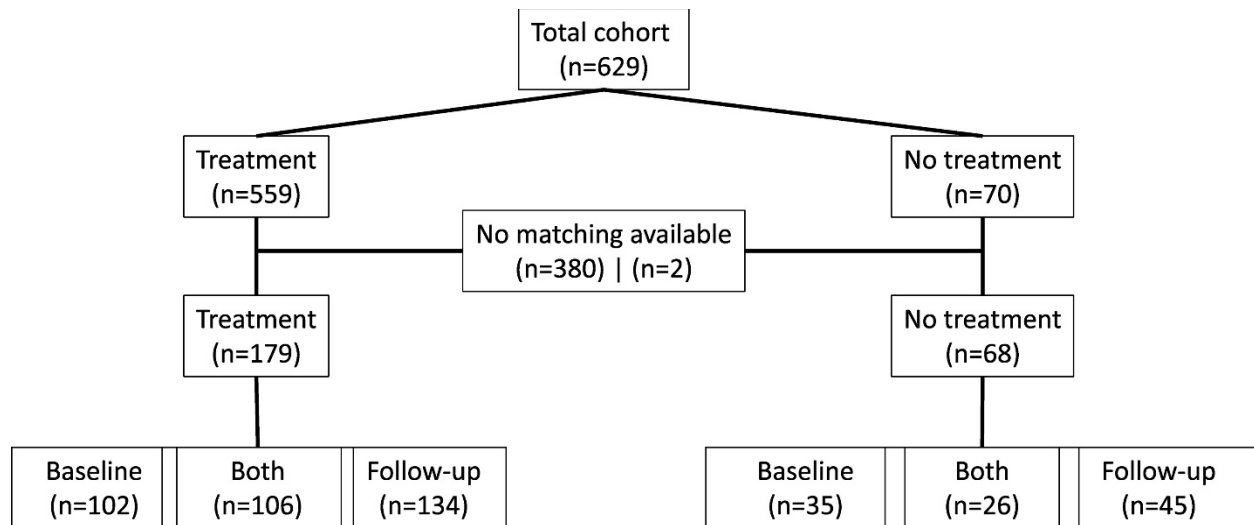 Total cohort
(n=629)
Treatment
(n=559)
No treatment
(n=70)
No matching available
(n=380) | (n=2)
Treatment
(n=179)
No treatment
(n=68)
Baseline
(n=102)
Both
(n=106)
Follow-up
(n=134)
Baseline
(n=35)
Both
(n=26)
Follow-up
(n=45)